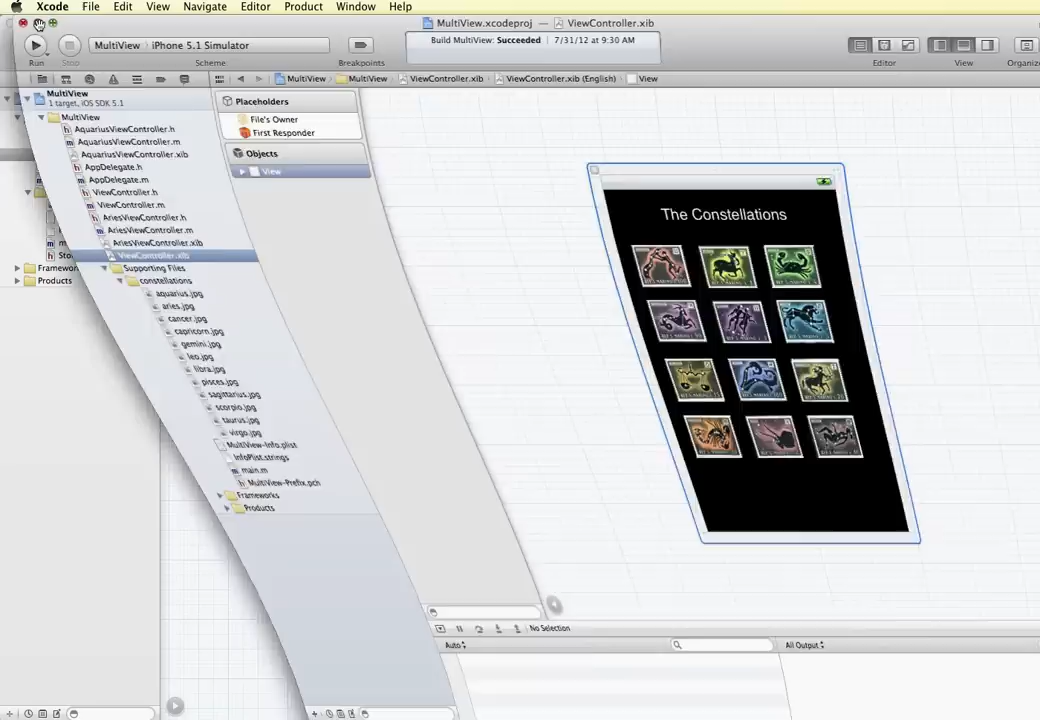 Xcode File Edit View Navigate Editor Product Window Help
MultiView.xcodeproj — ViewController.xib
MultiView iPhone 5.1 Simulator
Build MultiView: Succeeded 7/31/12 at 9:30 AM
Run Stop Scheme Breakpoints Editor View Organiz
MultiView MultiView ViewController.xib ViewController.xib (English) View
MultiView
1 target, iOS SDK 5.1
MultiView
AquariusViewController.h
AquariusViewController.m
AquariusViewController.xib
AppDelegate.h
AppDelegate.m
ViewController.h
ViewController.m
AriesViewController.h
AriesViewController.m
AriesViewController.xib
ViewController.xib
Supporting Files
constellations
aquarius.jpg
aries.jpg
cancer.jpg
capricorn.jpg
gemini.jpg
leo.jpg
libra.jpg
pisces.jpg
sagittarius.jpg
scorpio.jpg
taurus.jpg
virgo.jpg
MultiView-Info.plist
InfoPlist.strings
main.m
MultiView-Prefix.pch
Frameworks
Products
Placeholders
File's Owner
First Responder
Objects
View
The Constellations
Sto
Framewor
Products
No Selection
Auto
All Output